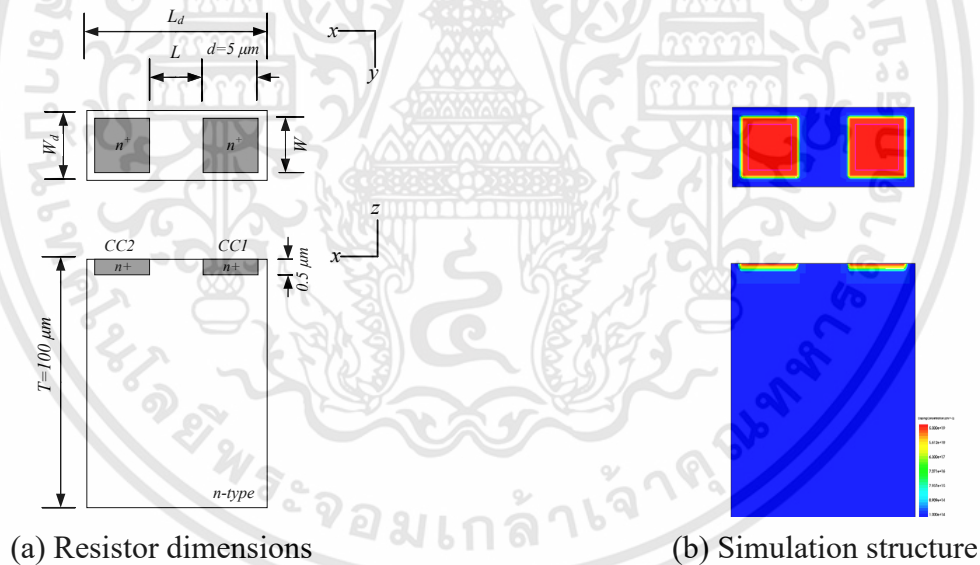 L_d
L
d=5 μm
x
y
W_d
n^+
n^+
W
z
CC2
CC1
x
n+
n+
0.5 μm
T=100 μm
n-type
(a) Resistor dimensions
(b) Simulation structure